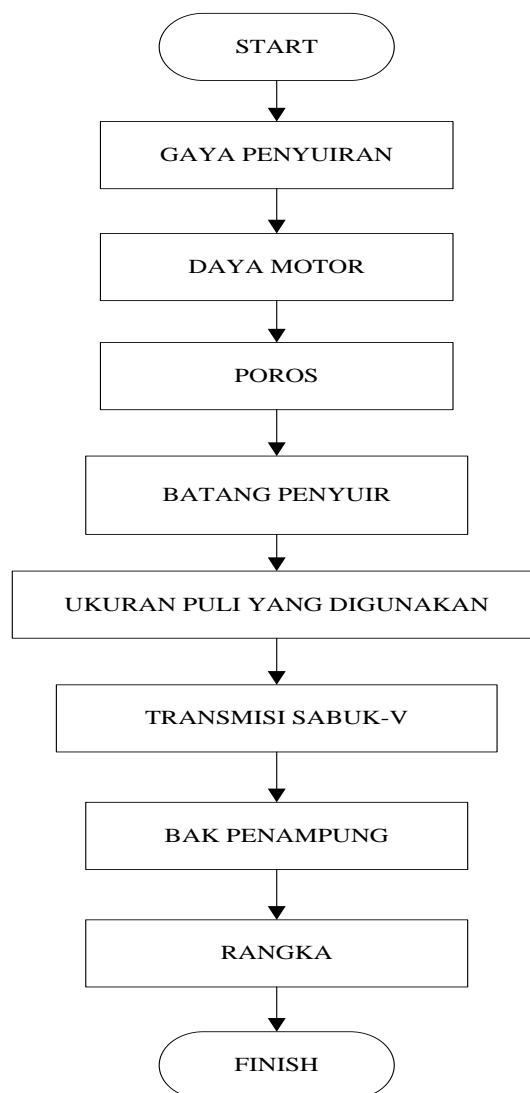 START
GAYA PENYUIRAN
DAYA MOTOR
POROS
BATANG PENYUIR
UKURAN PULI YANG DIGUNAKAN
TRANSMISI SABUK-V
BAK PENAMPUNG
RANGKA
FINISH